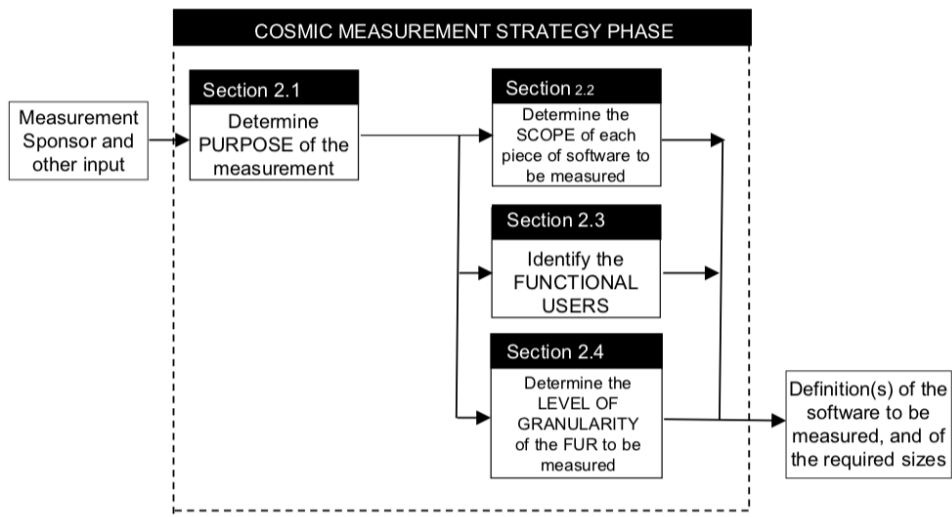 COSMIC MEASUREMENT STRATEGY PHASE
Measurement
Sponsor and
other input
Section 2.1
Determine
PURPOSE of the
measurement
Section 2.2
Determine the
SCOPE of each
piece of software to
be measured
Section 2.3
Identify the
FUNCTIONAL
USERS
Section 2.4
Determine the
LEVEL OF
GRANULARITY
of the FUR to be
measured
Definition(s) of the
software to be
measured, and of
the required sizes